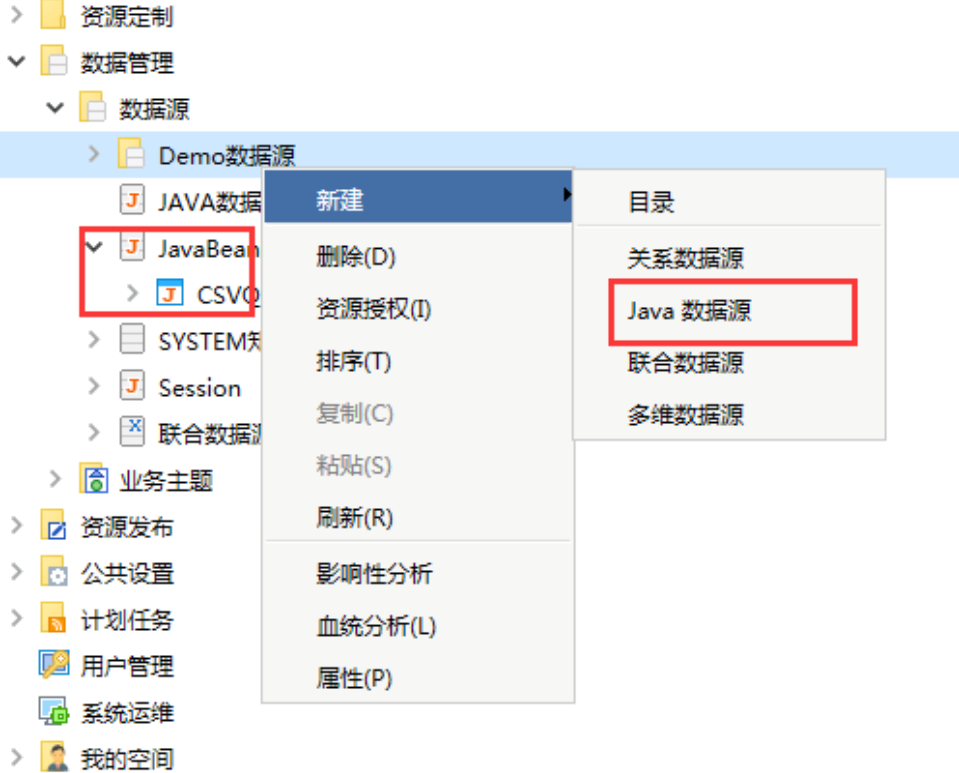 资源定制
数据管理
数据源
Demo数据源
JAVA数据
JavaBean
CSVQ
SYSTEM知
Session
联合数据源
业务主题
资源发布
公共设置
计划任务
用户管理
系统运维
我的空间
新建
删除(D)
资源授权(I)
排序(T)
复制(C)
粘贴(S)
刷新(R)
影响性分析
血统分析(L)
属性(P)
目录
关系数据源
Java 数据源
联合数据源
多维数据源